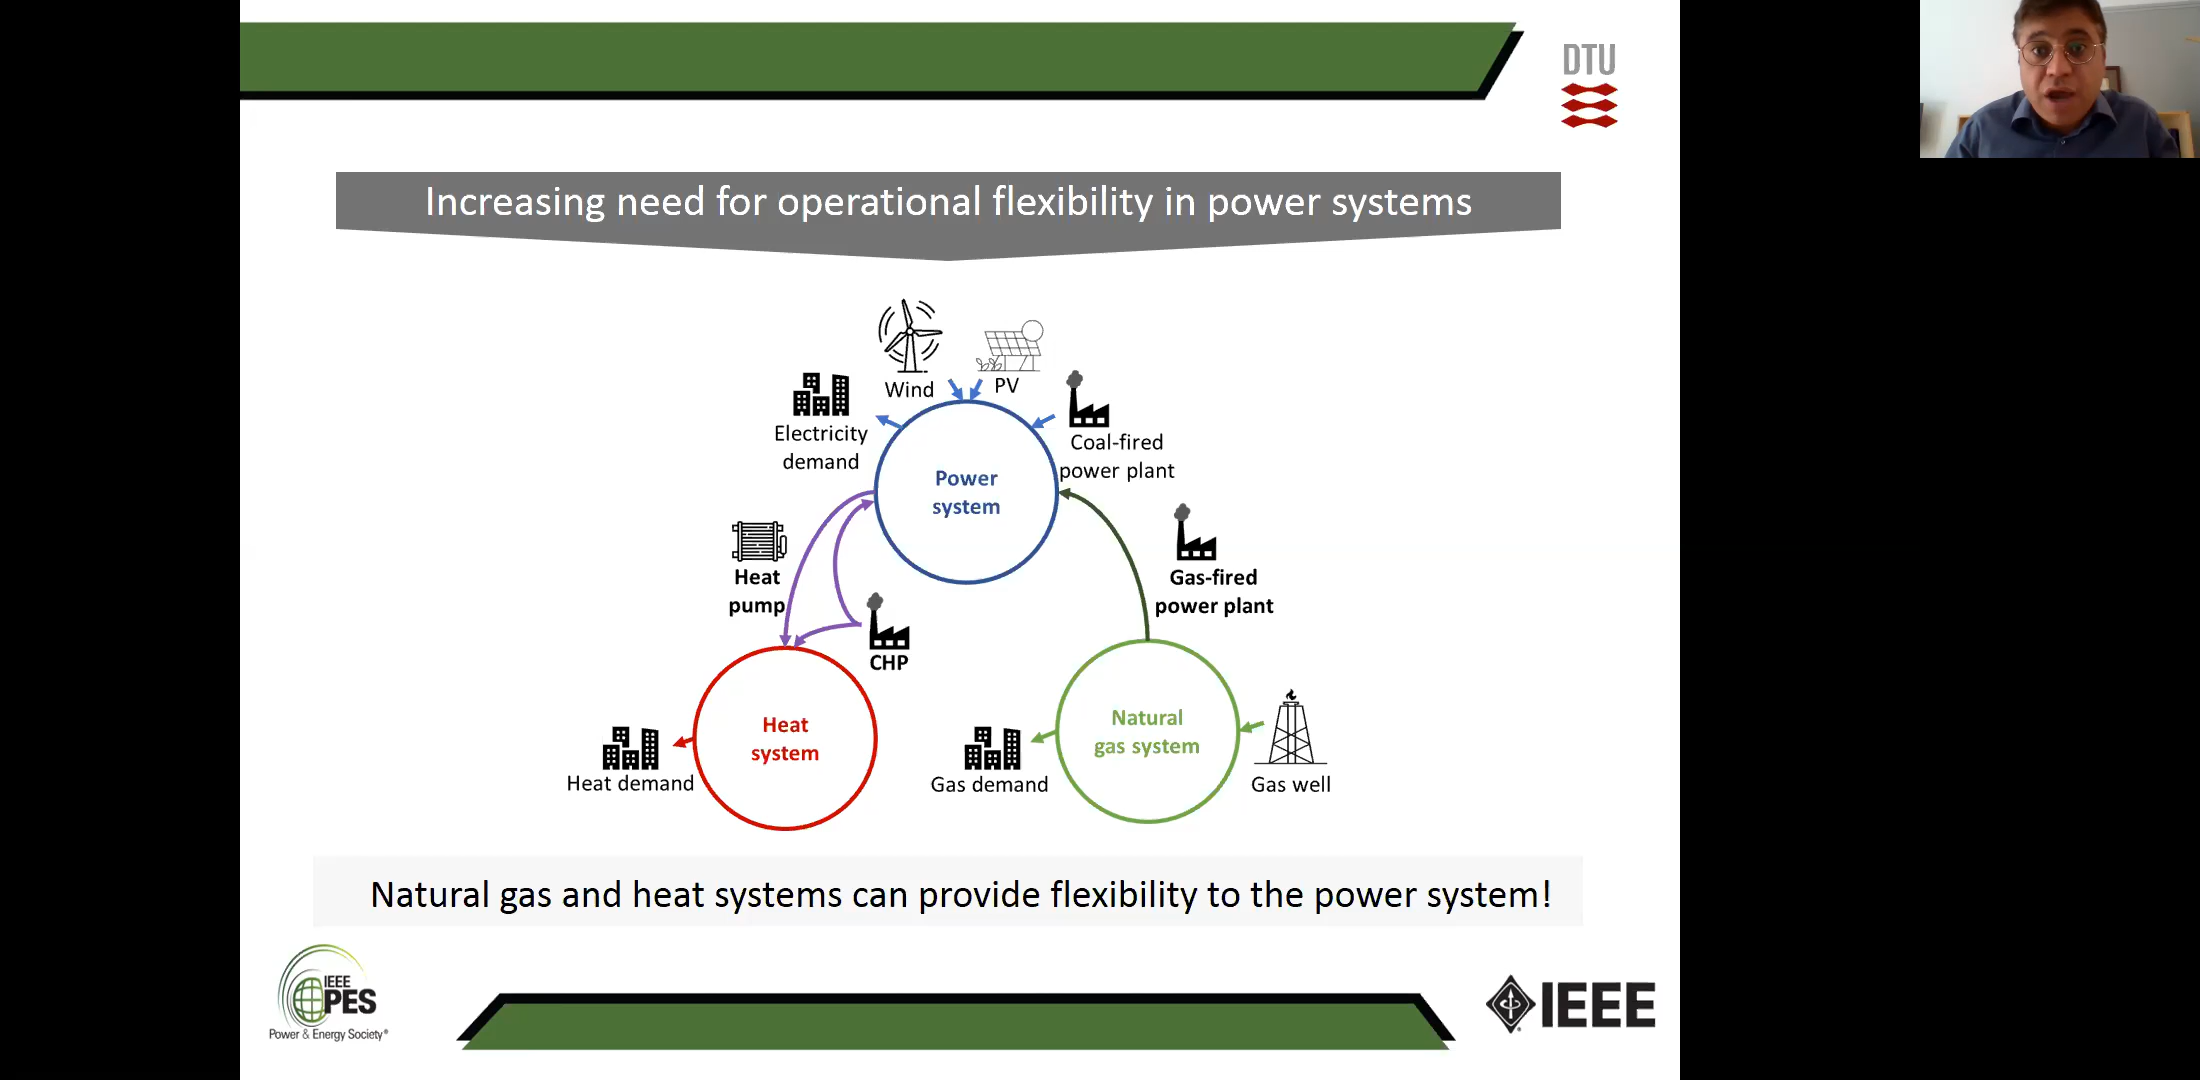 DTU
Increasing need for operational flexibility in power systems
Wind
PV
Electricity
demand
Coal-fired
power plant
Power
system
Heat
pump
Gas-fired
power plant
CHP
Heat
system
Natural
gas system
Heat demand
Gas demand
Gas well
Natural gas and heat systems can provide flexibility to the power system!
IEEE
PES
Power & Energy Society®
IEEE